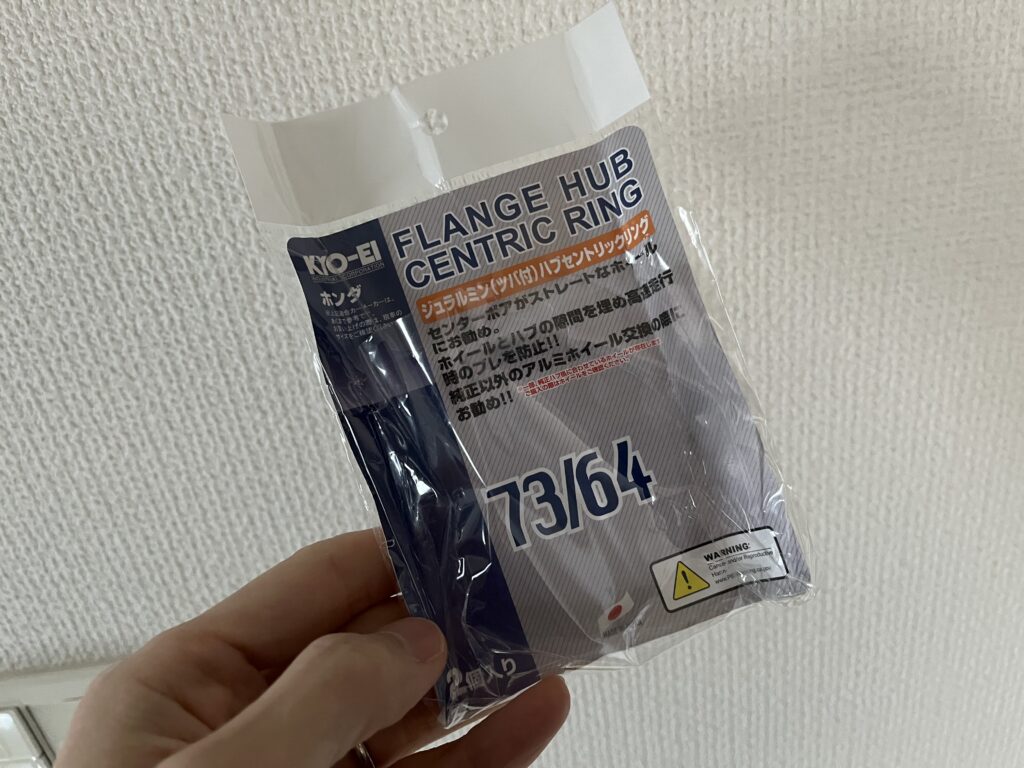 FLANGE HUB
CENTRIC RING
KYO-EI
ホンダ
ジュラルミン(ツバ付)ハブセントリックリング
センターボアがストレートなホイール
にお勧め。
ホイールとハブの隙間を埋め高速走行
時のブレを防止!!
純正以外のアルミホイール交換の際に
お勧め!!
73/64
WARNING:
Cancer and/or Reproductive
Harm-
2個入り